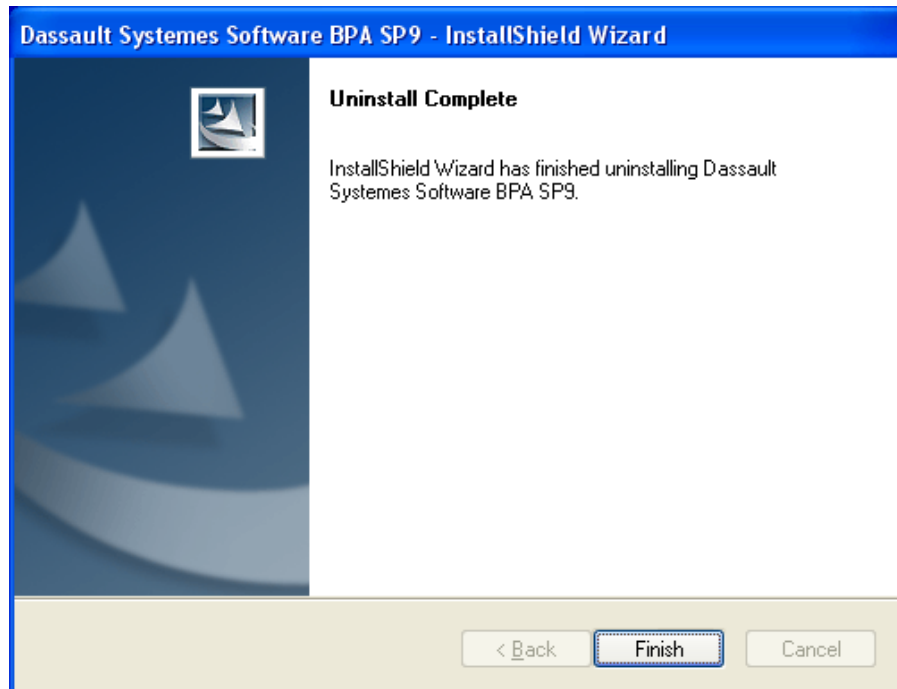 Dassault Systemes Software BPA SP9 - InstallShield Wizard
Uninstall Complete
InstallShield Wizard has finished uninstalling Dassault
Systemes Software BPA SP9.
< Back Finish Cancel